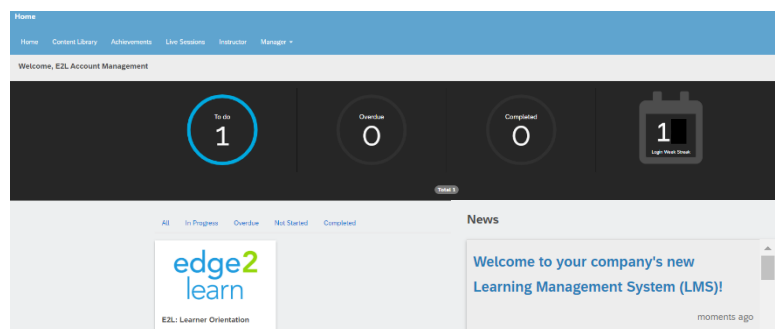 Home
Home Content Library Achievements Live Sessions Instructor Manager
Welcome, E2L Account Management
To do
1
Overdue
0
Completed
0
1
Login Week Streak
Total 1
All In Progress Overdue Not Started Completed
edge2
learn
E2L: Learner Orientation
News
Welcome to your company's new
Learning Management System (LMS)!
moments ago